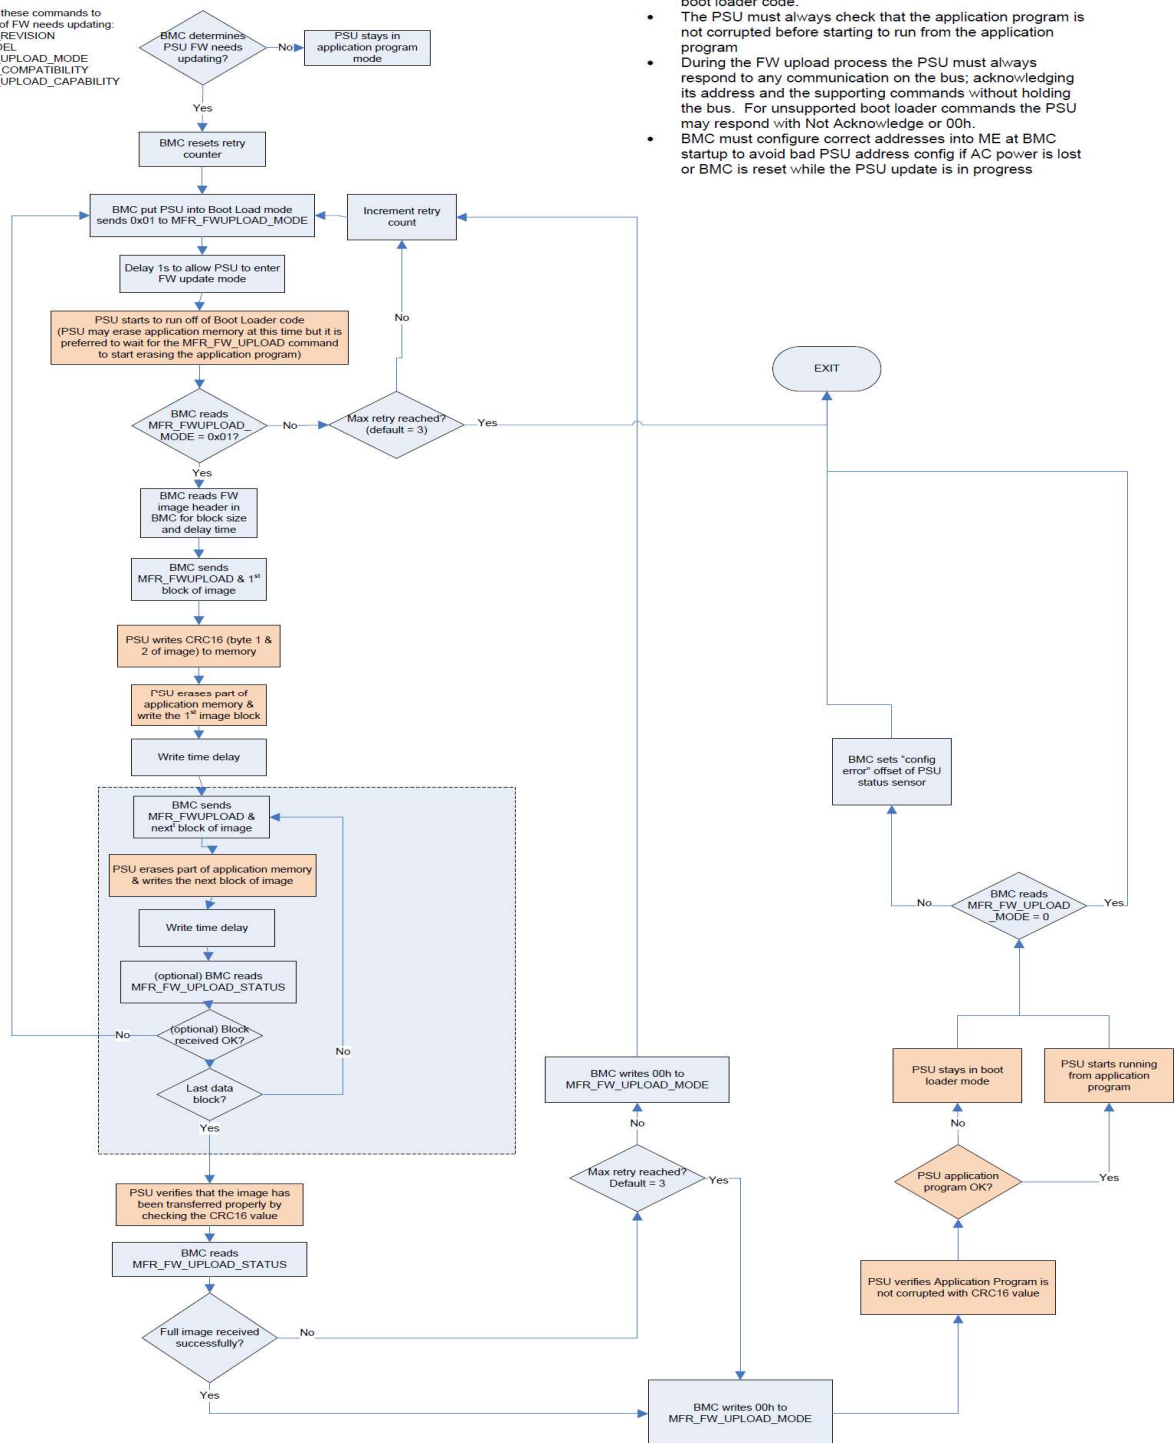 these commands to
of FW needs updating:
REVISION
DEL
UPLOAD_MODE
COMPATIBILITY
UPLOAD_CAPABILITY
boot loader code.
• The PSU must always check that the application program is
not corrupted before starting to run from the application
program
• During the FW upload process the PSU must always
respond to any communication on the bus; acknowledging
its address and the supporting commands without holding
the bus. For unsupported boot loader commands the PSU
may respond with Not Acknowledge or 00h.
• BMC must configure correct addresses into ME at BMC
startup to avoid bad PSU address config if AC power is lost
or BMC is reset while the PSU update is in progress
BMC determines
PSU FW needs
updating?
No
PSU stays in
application program
mode
Yes
BMC resets retry
counter
BMC put PSU into Boot Load mode
sends 0x01 to MFR_FWUPLOAD_MODE
Increment retry
count
Delay 1s to allow PSU to enter
FW update mode
PSU starts to run off of Boot Loader code
(PSU may erase application memory at this time but it is
preferred to wait for the MFR_FW_UPLOAD command
to start erasing the application program)
No
EXIT
BMC reads
MFR_FWUPLOAD_
MODE = 0x01?
No
Max retry reached?
(default = 3)
Yes
Yes
BMC reads FW
image header in
BMC for block size
and delay time
BMC sends
MFR_FWUPLOAD & 1st
block of image
PSU writes CRC16 (byte 1 &
2 of image) to memory
PSU erases part of
application memory &
write the 1st image block
Write time delay
BMC sets “config
error” offset of PSU
status sensor
BMC sends
MFR_FWUPLOAD &
next block of image
PSU erases part of application memory
& writes the next block of image
Write time delay
No
BMC reads
MFR_FW_UPLOAD
_MODE = 0
Yes
(optional) BMC reads
MFR_FW_UPLOAD_STATUS
No
(optional) Block
received OK?
No
Last data
block?
Yes
BMC writes 00h to
MFR_FW_UPLOAD_MODE
PSU stays in boot
loader mode
PSU starts running
from application
program
No
No
Max retry reached?
Default = 3
Yes
PSU application
program OK?
Yes
PSU verifies that the image has
been transferred properly by
checking the CRC16 value
BMC reads
MFR_FW_UPLOAD_STATUS
PSU verifies Application Program is
not corrupted with CRC16 value
Full image received
successfully?
No
Yes
BMC writes 00h to
MFR_FW_UPLOAD_MODE